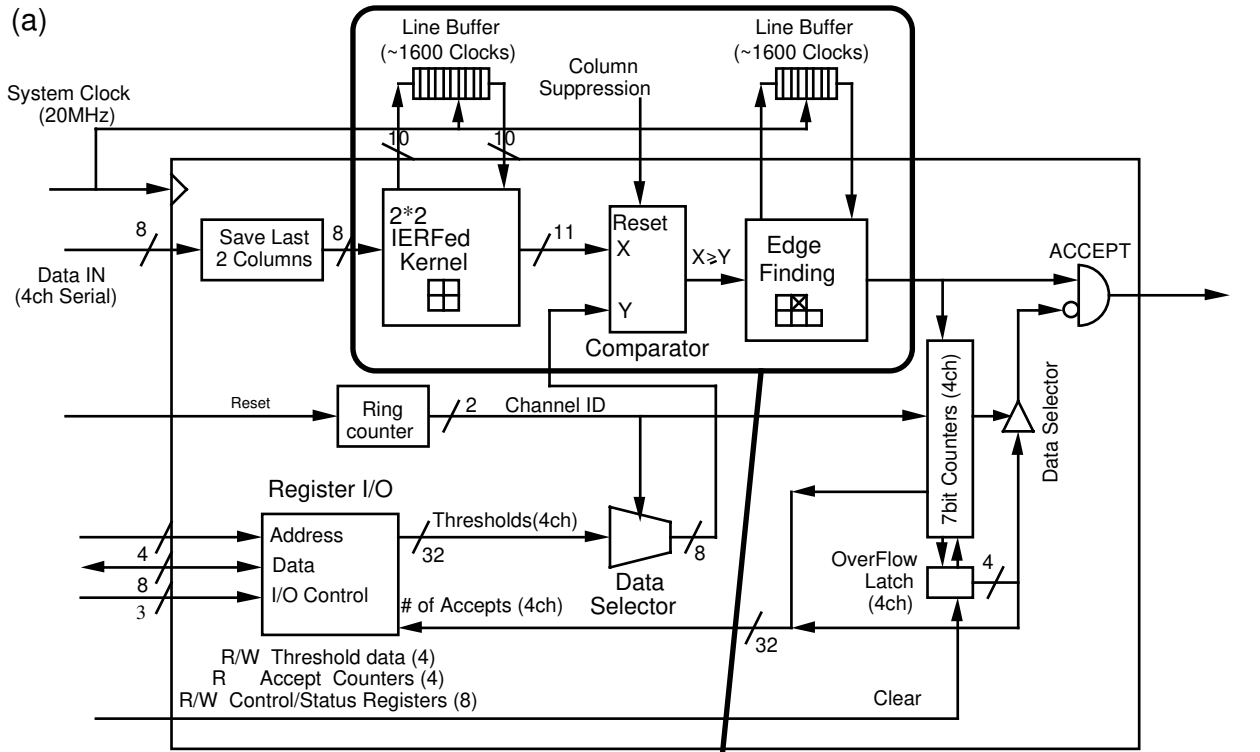 (a)
Line Buffer
(~1600 Clocks)
Line Buffer
(~1600 Clocks)
Column
Suppression
System Clock
(20MHz)
10
10
8
Data IN
(4ch Serial)
Save Last
2 Columns
8
2*2
IERFed
Kernel
11
Reset
X
Y
Comparator
X≥Y
Edge
Finding
ACCEPT
Reset
Ring
counter
2
Channel ID
7bit Counters (4ch)
Data Selector
Register I/O
Address
Data
I/O Control
4
8
3
Thresholds(4ch)
32
8
Data
Selector
OverFlow
Latch
(4ch)
4
# of Accepts (4ch)
32
R/W Threshold data (4)
R Accept Counters (4)
R/W Control/Status Registers (8)
Clear